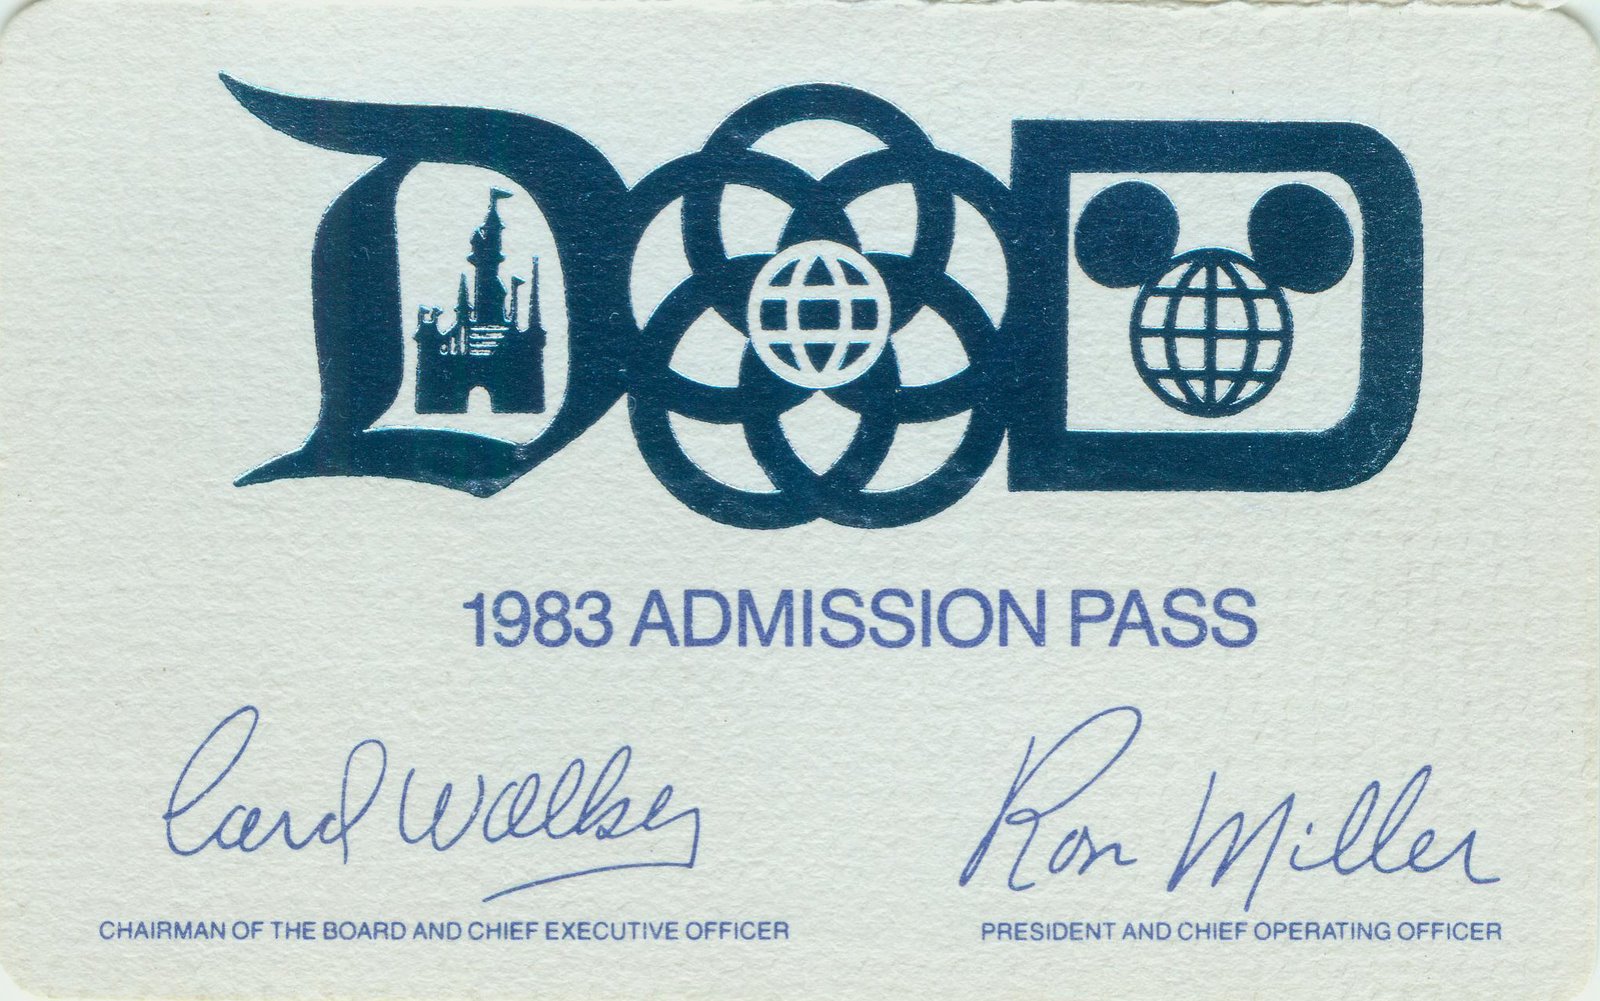 1983 ADMISSION PASS
Card Walker
Ron Miller
CHAIRMAN OF THE BOARD AND CHIEF EXECUTIVE OFFICER
PRESIDENT AND CHIEF OPERATING OFFICER